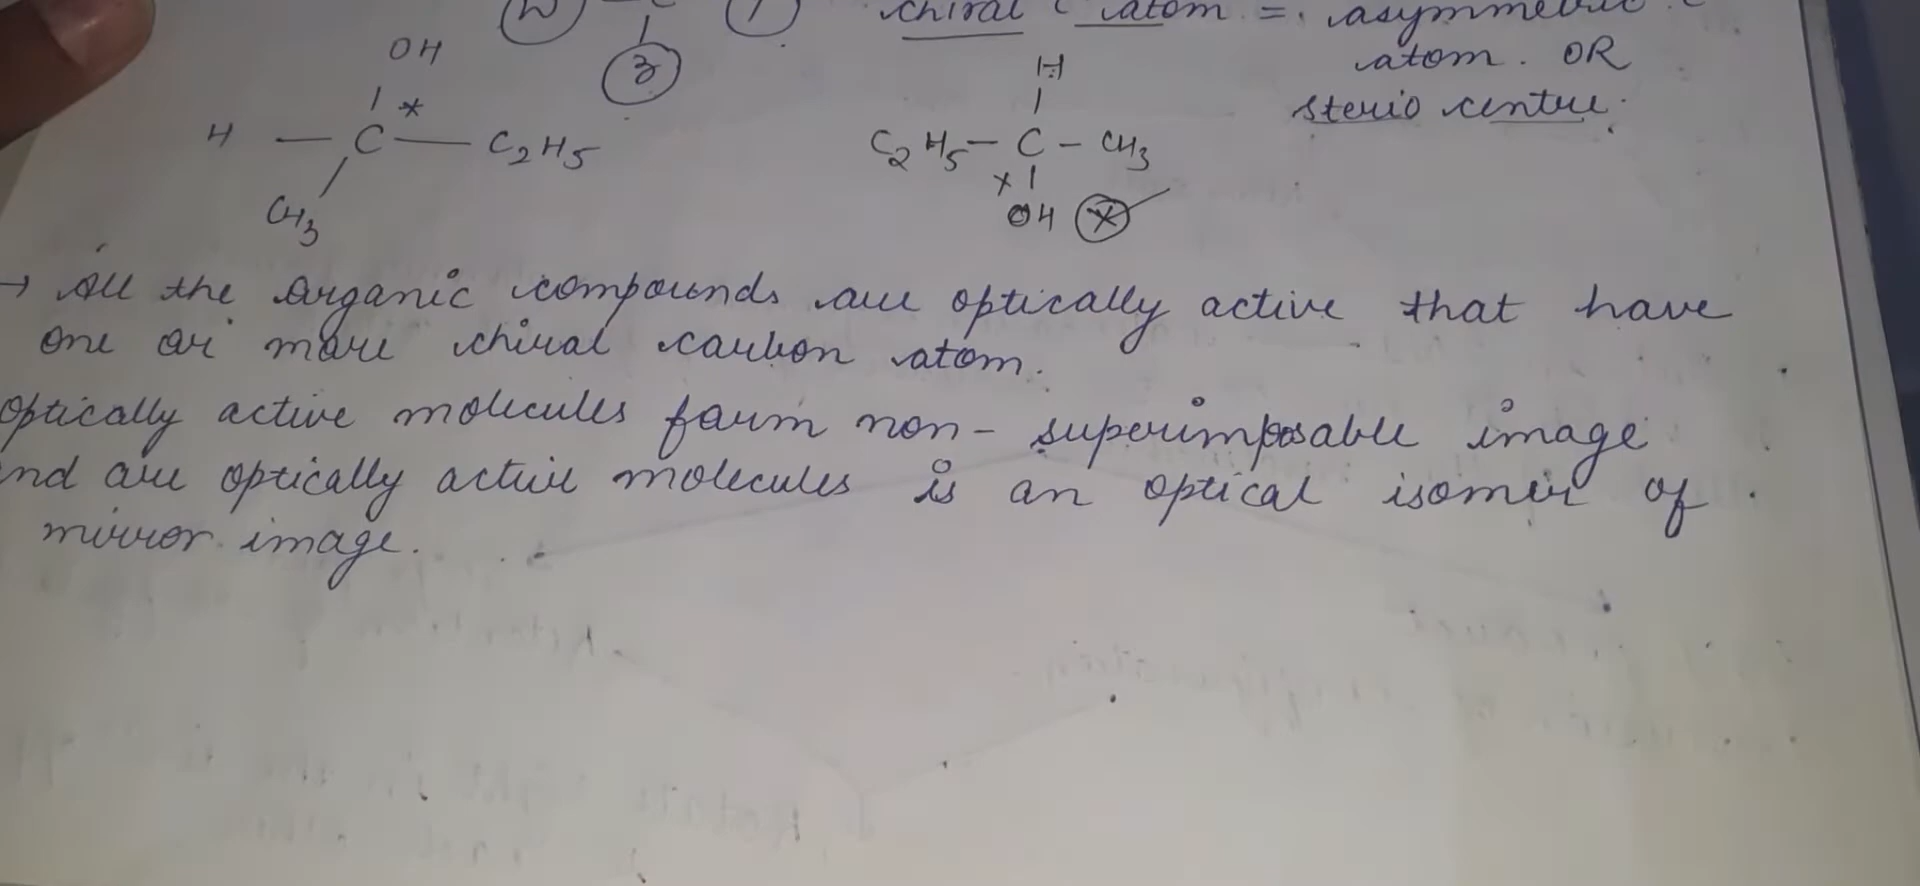 chiral C atom = asymmetric C
atom. OR
sterio centre.
3
OH
*
H — C — C2H5
CH3
H
C2H5 — C — CH3
x
OH
→ All the organic compounds are optically active that have
one or more chiral carbon atom.
Optically active molecules form non-superimposable image
and are optically active molecules is an optical isomer of
mirror image.